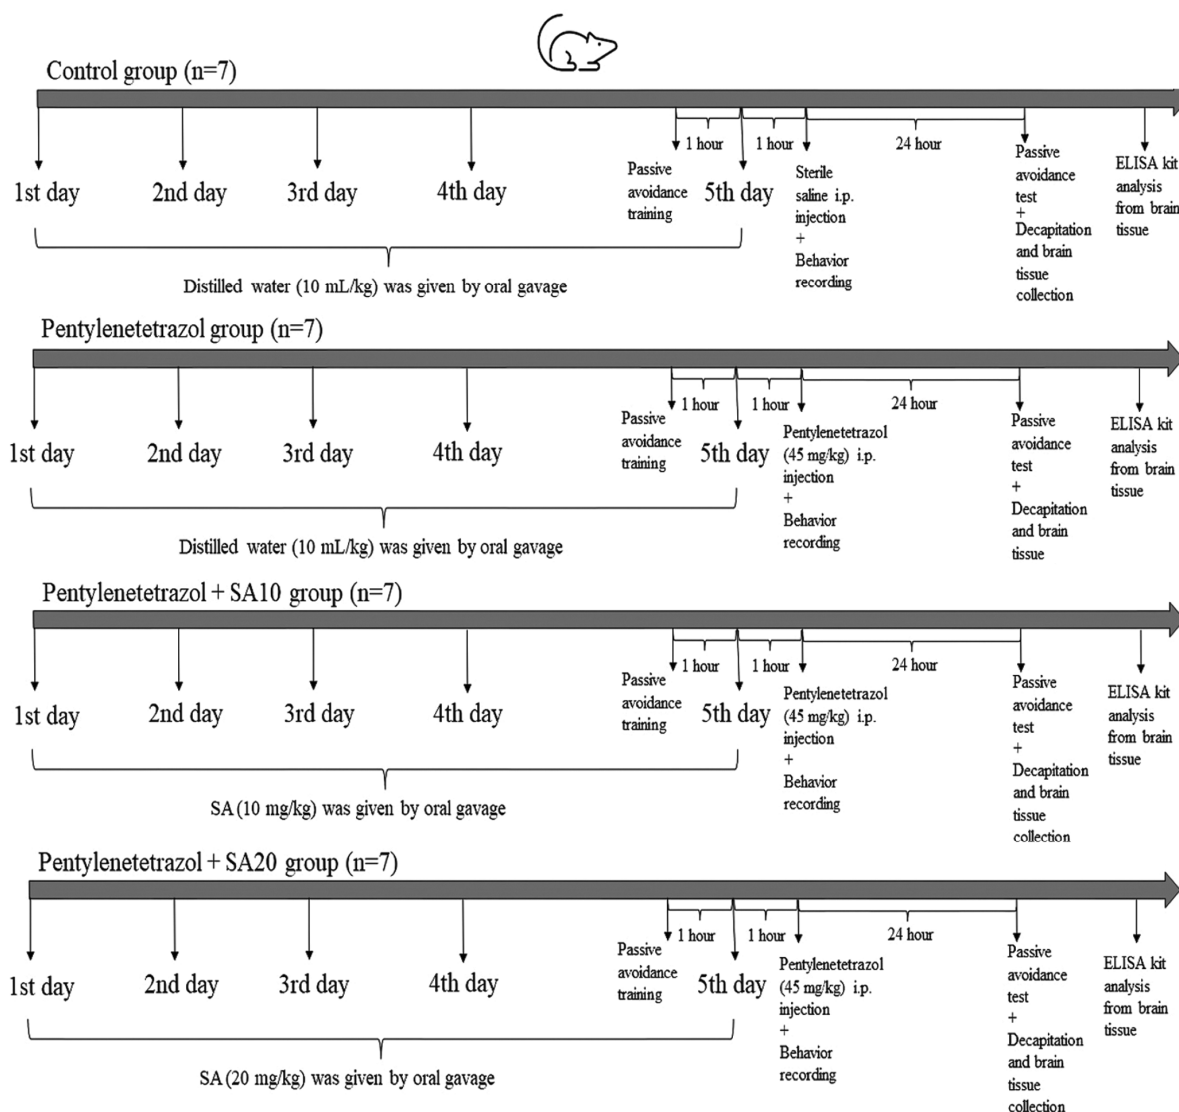 Control group (n=7)
1 hour
1 hour
24 hour
1st day
2nd day
3rd day
4th day
Passive
avoidance
training
5th day
Sterile
saline i.p.
injection
+
Behavior
recording
Passive
avoidance
test
+
Decapitation
and brain
tissue
collection
ELISA kit
analysis
from brain
tissue
Distilled water (10 mL/kg) was given by oral gavage
Pentylenetetrazol group (n=7)
1 hour
1 hour
24 hour
1st day
2nd day
3rd day
4th day
Passive
avoidance
training
5th day
Pentylenetetrazol
(45 mg/kg) i.p.
injection
+
Behavior
recording
Passive
avoidance
test
+
Decapitation
and brain
tissue
ELISA kit
analysis
from brain
tissue
Distilled water (10 mL/kg) was given by oral gavage
Pentylenetetrazol + SA10 group (n=7)
1 hour
1 hour
24 hour
1st day
2nd day
3rd day
4th day
Passive
avoidance
training
5th day
Pentylenetetrazol
(45 mg/kg) i.p.
injection
+
Behavior
recording
Passive
avoidance
test
+
Decapitation
and brain
tissue
collection
ELISA kit
analysis
from brain
tissue
SA (10 mg/kg) was given by oral gavage
Pentylenetetrazol + SA20 group (n=7)
1 hour
1 hour
24 hour
1st day
2nd day
3rd day
4th day
Passive
avoidance
training
5th day
Pentylenetetrazol
(45 mg/kg) i.p.
injection
+
Behavior
recording
Passive
avoidance
test
+
Decapitation
and brain
tissue
collection
ELISA kit
analysis
from brain
tissue
SA (20 mg/kg) was given by oral gavage